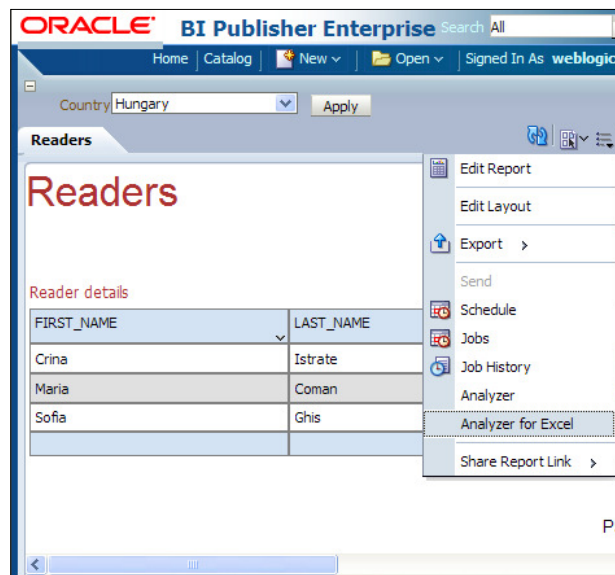 ORACLE BI Publisher Enterprise Search All
Home Catalog New Open Signed In As weblogic
Country Hungary Apply
Readers
Readers
Reader details
FIRST_NAME LAST_NAME
Crina Istrate
Maria Coman
Sofia Ghis
Edit Report
Edit Layout
Export
Send
Schedule
Jobs
Job History
Analyzer
Analyzer for Excel
Share Report Link
P